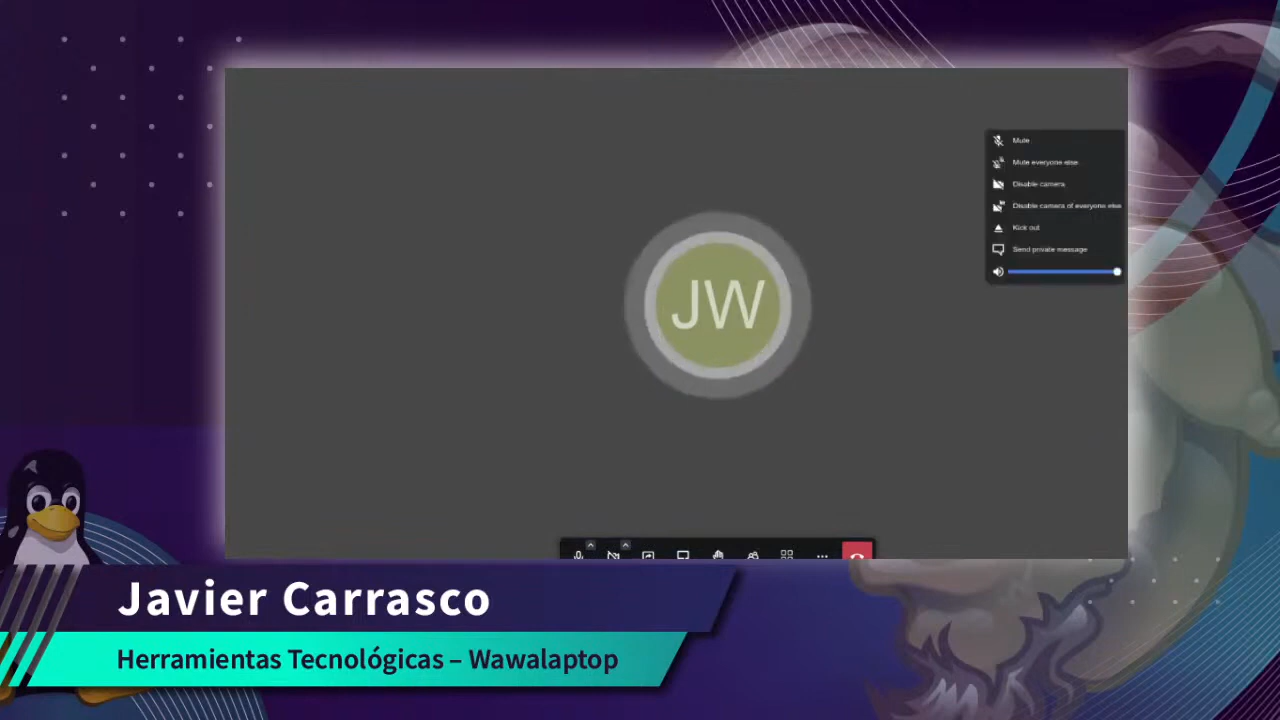 Mute
Mute everyone else
Disable camera
Disable camera of everyone else
Kick out
Send private message
JW
Javier Carrasco
Herramientas Tecnológicas – Wawalaptop